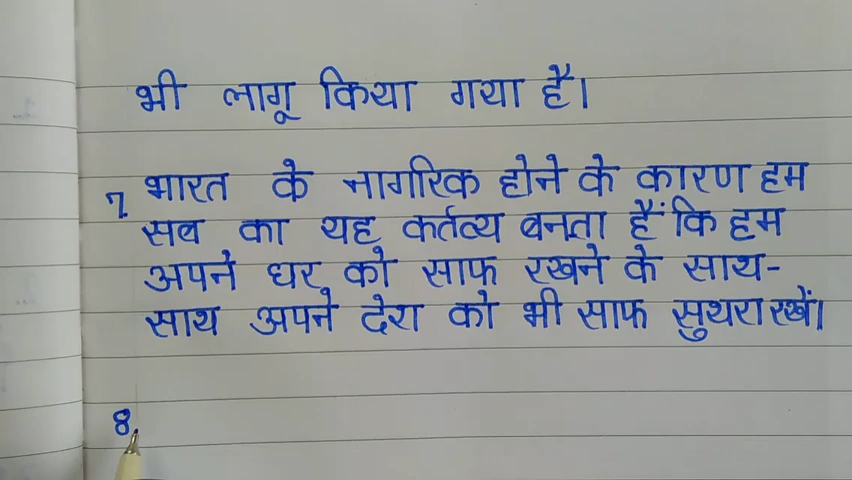 भी लागू किया गया है।
7. भारत के नागरिक होने के कारण हम
सब का यह कर्तव्य बनता हैं कि हम
अपने घर को साफ रखने के साथ-
साथ अपने देश को भी साफ सुथरा रखें।
8.